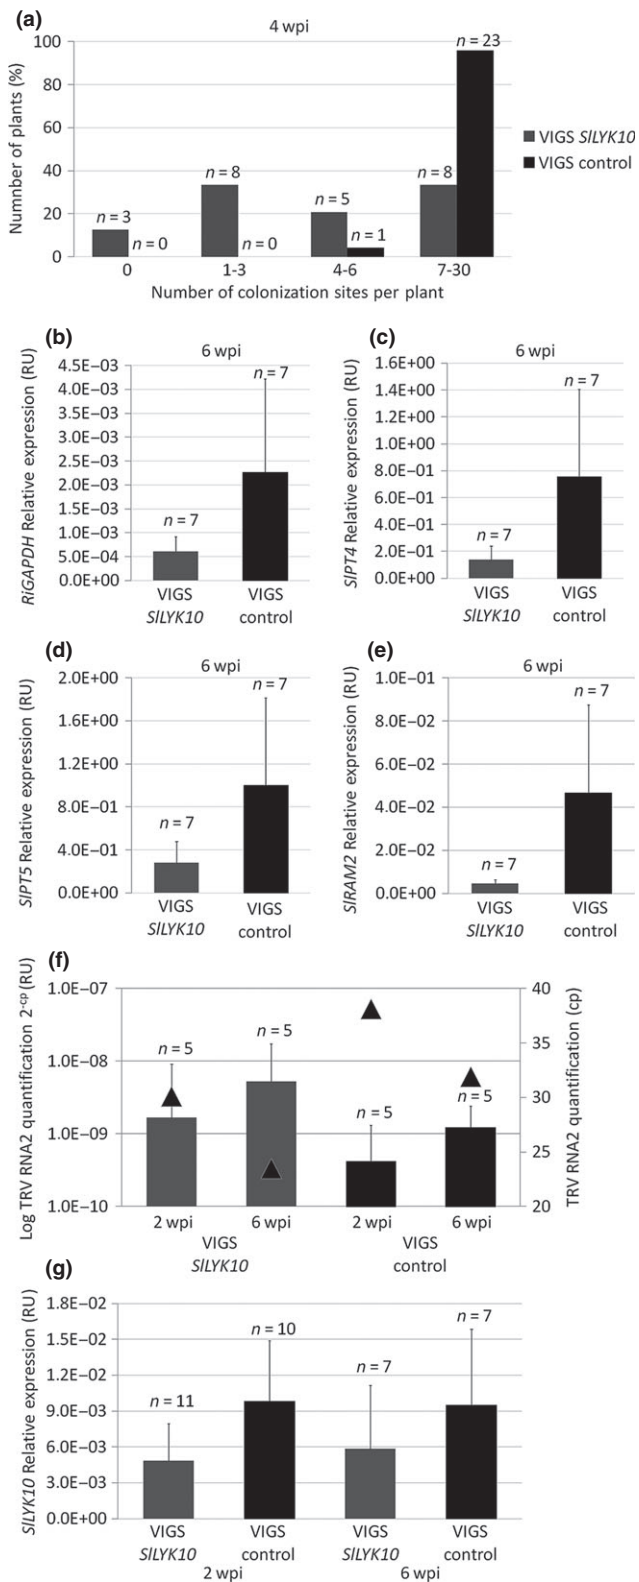 (a)
4 wpi
Numnber of plants (%)
100
80
60
40
20
0
n = 3
n = 0
n = 8
n = 0
n = 5
n = 1
n = 8
n = 23
0
1-3
4-6
7-30
Number of colonization sites per plant
VIGS SlLYK10
VIGS control
(b)
6 wpi
RiGAPDH Relative expression (RU)
4.5E–03
4.0E–03
3.5E–03
3.0E–03
2.5E–03
2.0E–03
1.0E–03
1.0E–03
5.0E–04
0.0E+00
n = 7
n = 7
VIGS
SlLYK10
VIGS
control
(c)
6 wpi
SlPT4 Relative expression (RU)
1.6E+00
1.4E+00
1.2E+00
1.0E+00
8.0E–01
6.0E–01
4.0E–01
2.0E–01
0.0E+00
n = 7
n = 7
VIGS
SlLYK10
VIGS
control
(d)
6 wpi
SlPT5 Relative expression (RU)
2.0E+00
1.6E+00
1.2E+00
8.0E–01
4.0E–01
0.0E+00
n = 7
n = 7
VIGS
SlLYK10
VIGS
control
(e)
6 wpi
SlRAM2 Relative expression (RU)
1.0E–01
8.0E–02
6.0E–02
4.0E–02
2.0E–02
0.0E+00
n = 7
n = 7
VIGS
SlLYK10
VIGS
control
(f)
Log TRV RNA2 quantification 2-cp (RU)
1.0E–07
1.0E–08
1.0E–09
1.0E–10
n = 5
n = 5
n = 5
n = 5
40
35
30
25
20
TRV RNA2 quantification (cp)
2 wpi
6 wpi
2 wpi
6 wpi
VIGS
SlLYK10
VIGS
control
(g)
SlLYK10 Relative expression (RU)
1.8E–02
1.5E–02
1.2E–02
9.0E–03
6.0E–03
3.0E–03
0.0E+00
n = 11
n = 10
n = 7
n = 7
VIGS
SlLYK10
VIGS
control
VIGS
SlLYK10
VIGS
control
2 wpi
6 wpi